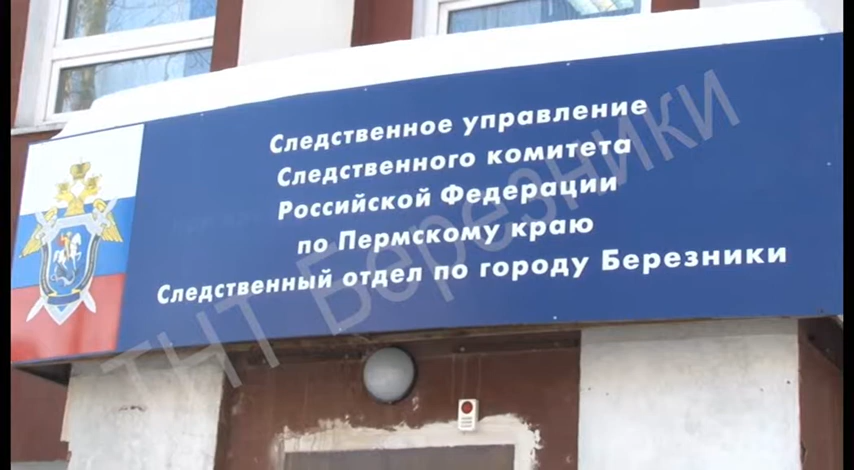 Следственное управление
Следственного комитета
Российской Федерации
по Пермскому краю
Следственный отдел по городу Березники
ТНТ Березники